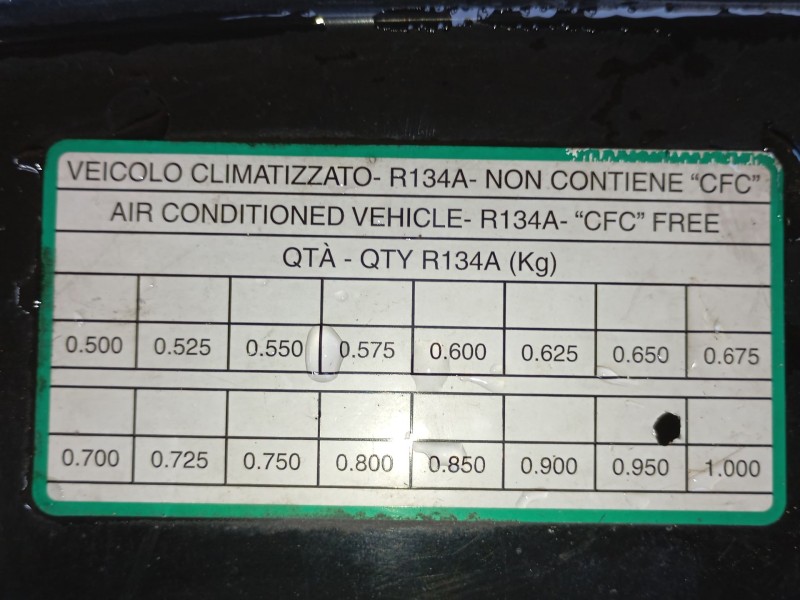 VEICOLO CLIMATIZZATO- R134A- NON CONTIENE “CFC”
AIR CONDITIONED VEHICLE- R134A- “CFC” FREE
QTÀ - QTY R134A (Kg)
0.500 0.525 0.550 0.575 0.600 0.625 0.650 0.675
0.700 0.725 0.750 0.800 0.850 0.900 0.950 1.000